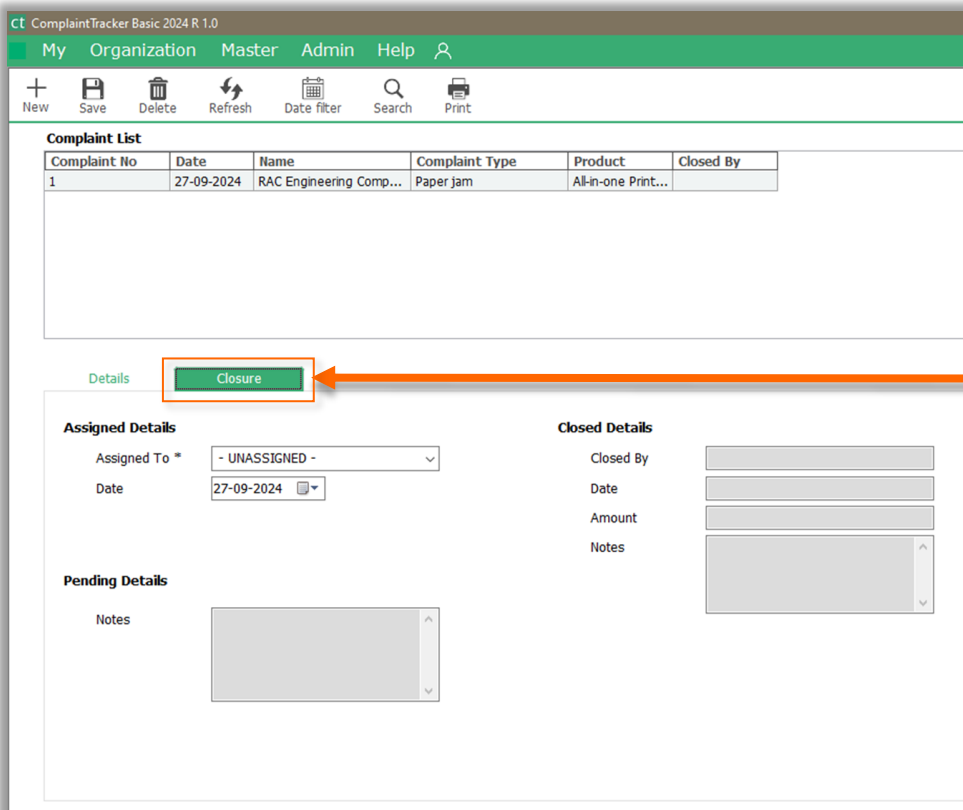 ct ComplaintTracker Basic 2024 R 1.0
My Organization Master Admin Help
New Save Delete Refresh Date filter Search Print
Complaint List
Complaint No Date Name Complaint Type Product Closed By
1 27-09-2024 RAC Engineering Comp... Paper jam All-in-one Print...
Details Closure
Assigned Details Closed Details
Assigned To * - UNASSIGNED - Closed By
Date 27-09-2024 Date
Amount
Notes
Pending Details
Notes